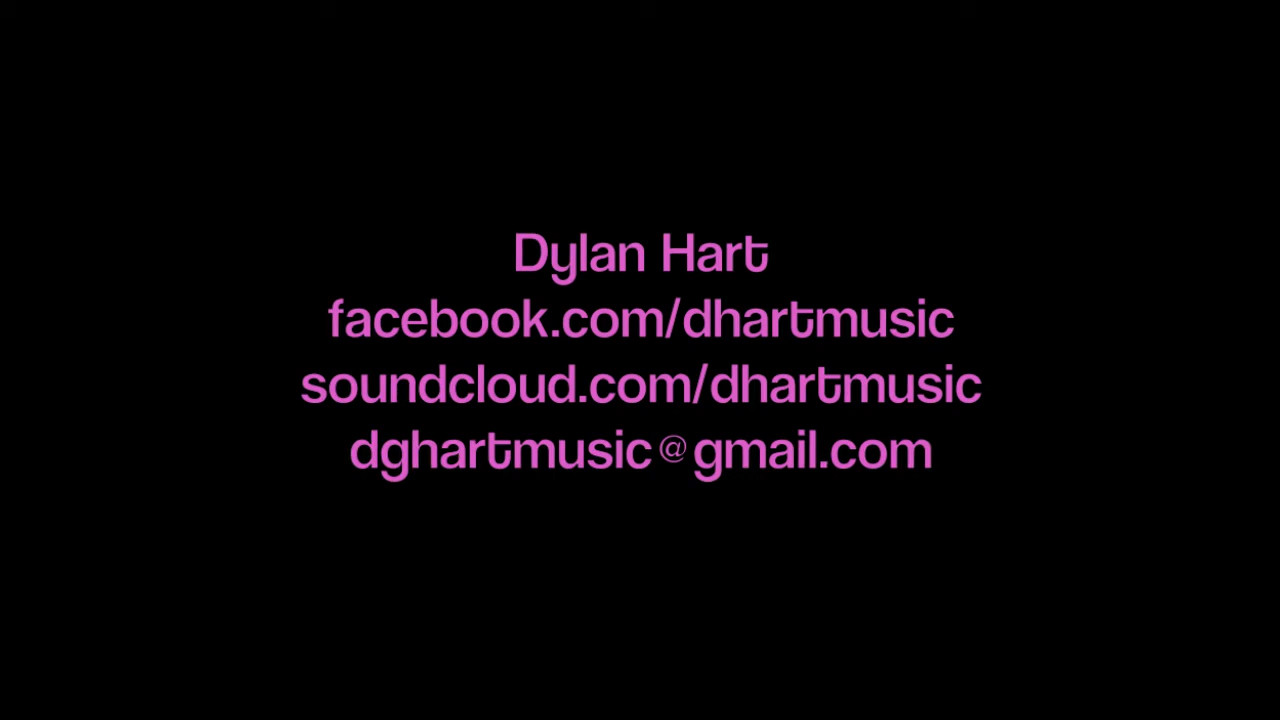 Dylan Hart
facebook.com/dhartmusic
soundcloud.com/dhartmusic
dghartmusic@gmail.com